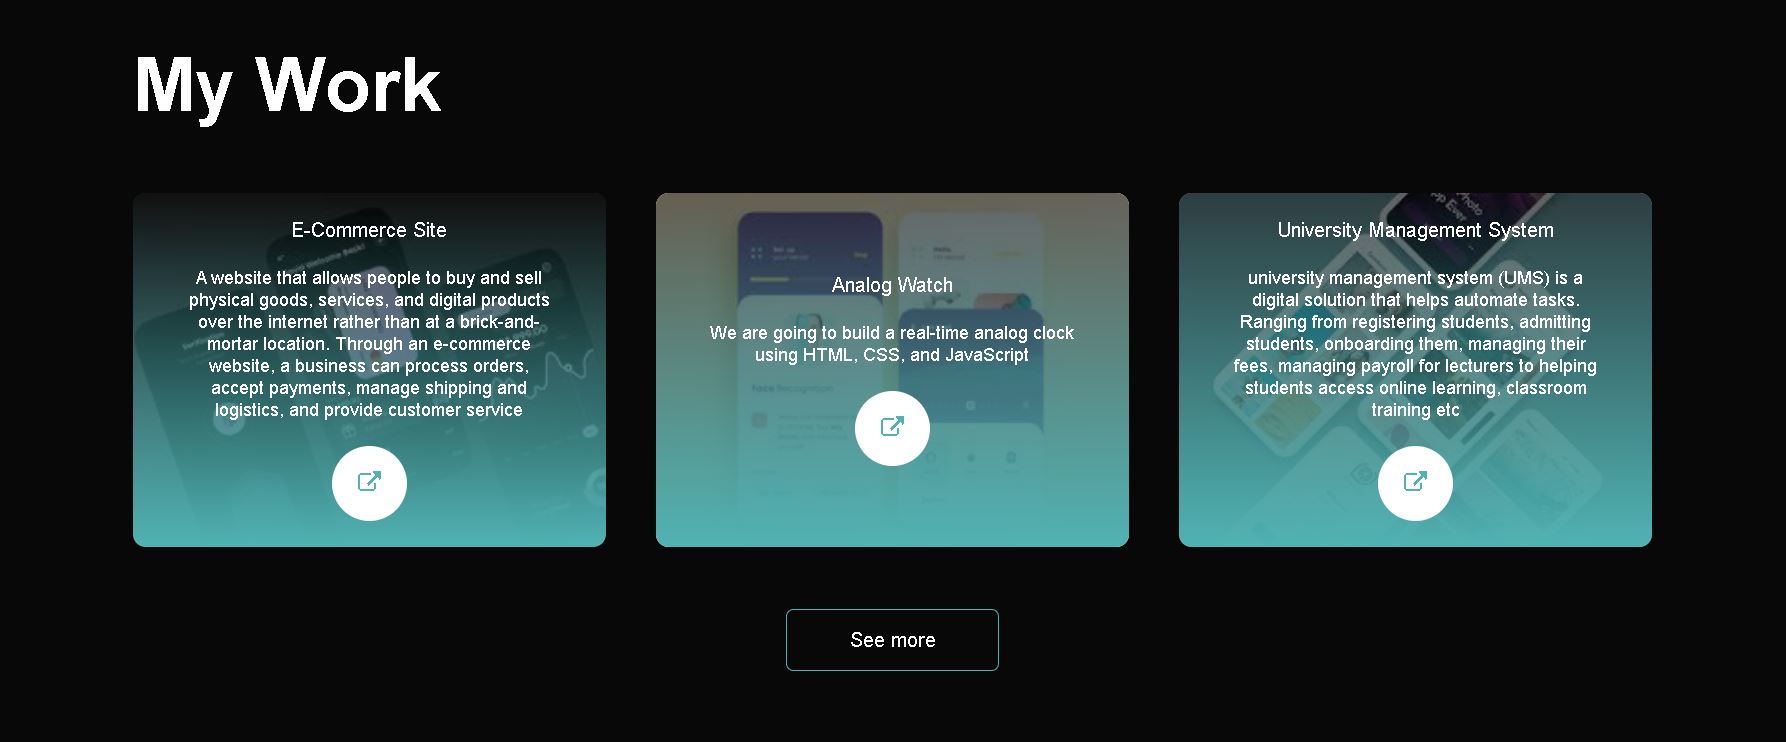 My Work
E-Commerce Site
A website that allows people to buy and sell
physical goods, services, and digital products
over the internet rather than at a brick-and-
mortar location. Through an e-commerce
website, a business can process orders,
accept payments, manage shipping and
logistics, and provide customer service
Analog Watch
We are going to build a real-time analog clock
using HTML, CSS, and JavaScript
Face Recognition
University Management System
university management system (UMS) is a
digital solution that helps automate tasks.
Ranging from registering students, admitting
students, onboarding them, managing their
fees, managing payroll for lecturers to helping
students access online learning, classroom
training etc
See more